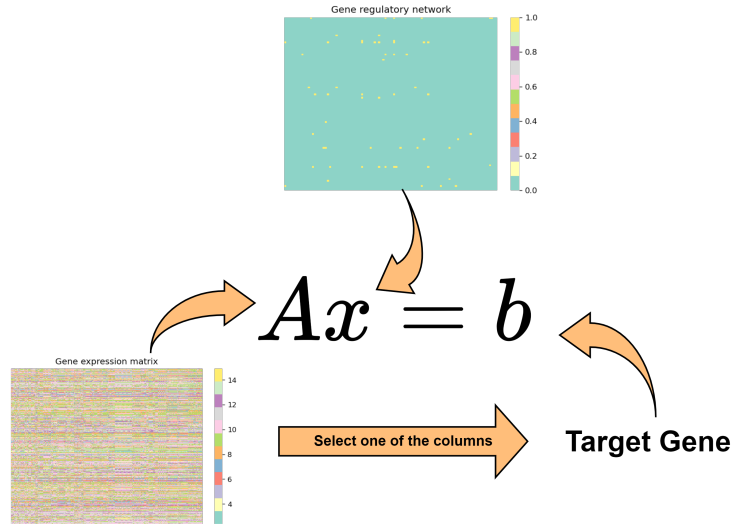 Gene regulatory network
1.0
0.8
0.6
0.4
0.2
0.0
Ax = b
Gene expression matrix
14
12
10
8
6
4
Select one of the columns
Target Gene